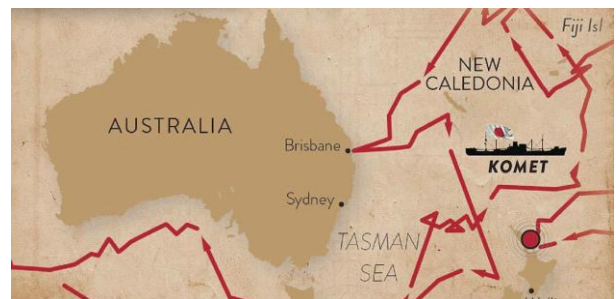 Fiji Isl
NEW
CALEDONIA
AUSTRALIA
Brisbane
KOMET
Sydney
TASMAN
SEA